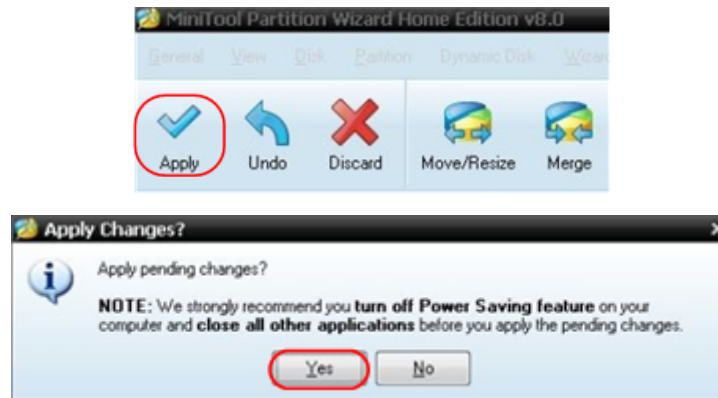 MiniTool Partition Wizard Home Edition v8.0
General View Disk Partition Dynamic Disk Wizard
Apply Undo Discard Move/Resize Merge
Apply Changes?
Apply pending changes?
NOTE: We strongly recommend you turn off Power Saving feature on your
computer and close all other applications before you apply the pending changes.
Yes No